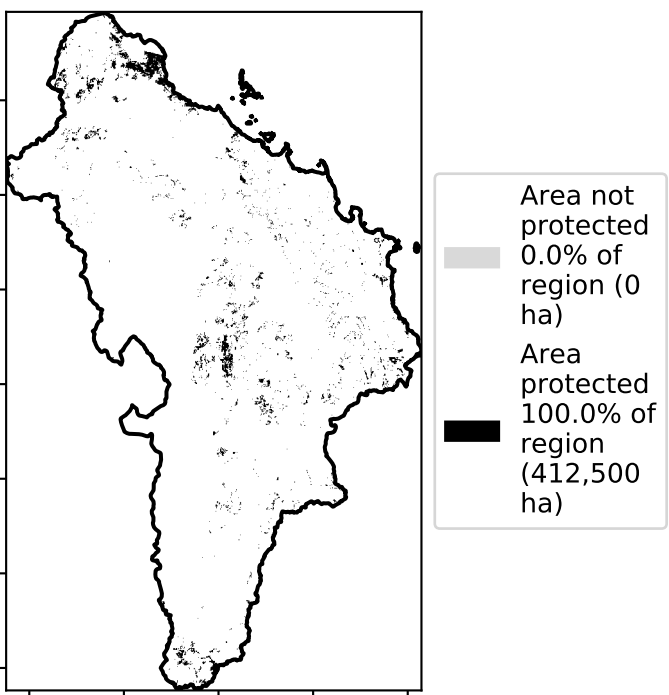 Area not
protected
0.0% of
region (0
ha)
Area
protected
100.0% of
region
(412,500
ha)